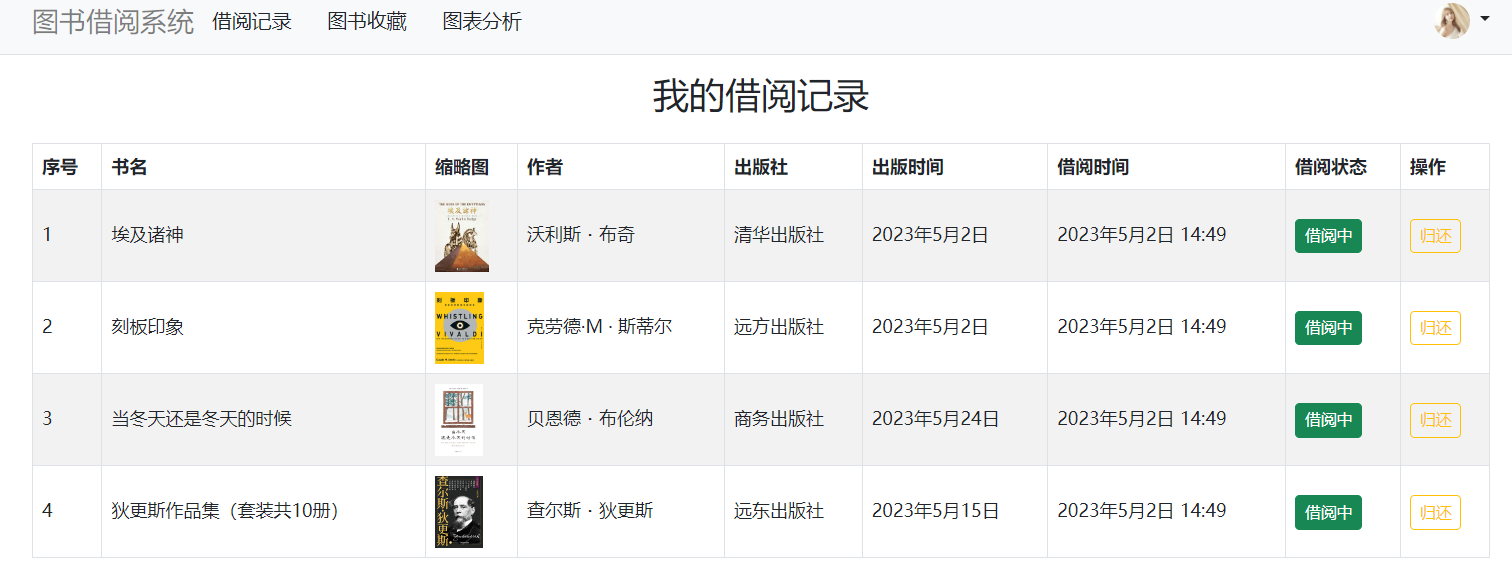 图书借阅系统 借阅记录 图书收藏 图表分析
我的借阅记录
序号 书名 缩略图 作者 出版社 出版时间 借阅时间 借阅状态 操作
1 埃及诸神 沃利斯 · 布奇 清华出版社 2023年5月2日 2023年5月2日 14:49 借阅中 归还
埃及诸神
2 刻板印象 克劳德·M · 斯蒂尔 远方出版社 2023年5月2日 2023年5月2日 14:49 借阅中 归还
刻板印象
WHISTLING
VIVALDI
3 当冬天还是冬天的时候 贝恩德 · 布伦纳 商务出版社 2023年5月24日 2023年5月2日 14:49 借阅中 归还
4 狄更斯作品集（套装共10册） 查尔斯 · 狄更斯 远东出版社 2023年5月15日 2023年5月2日 14:49 借阅中 归还
查尔斯·狄更斯